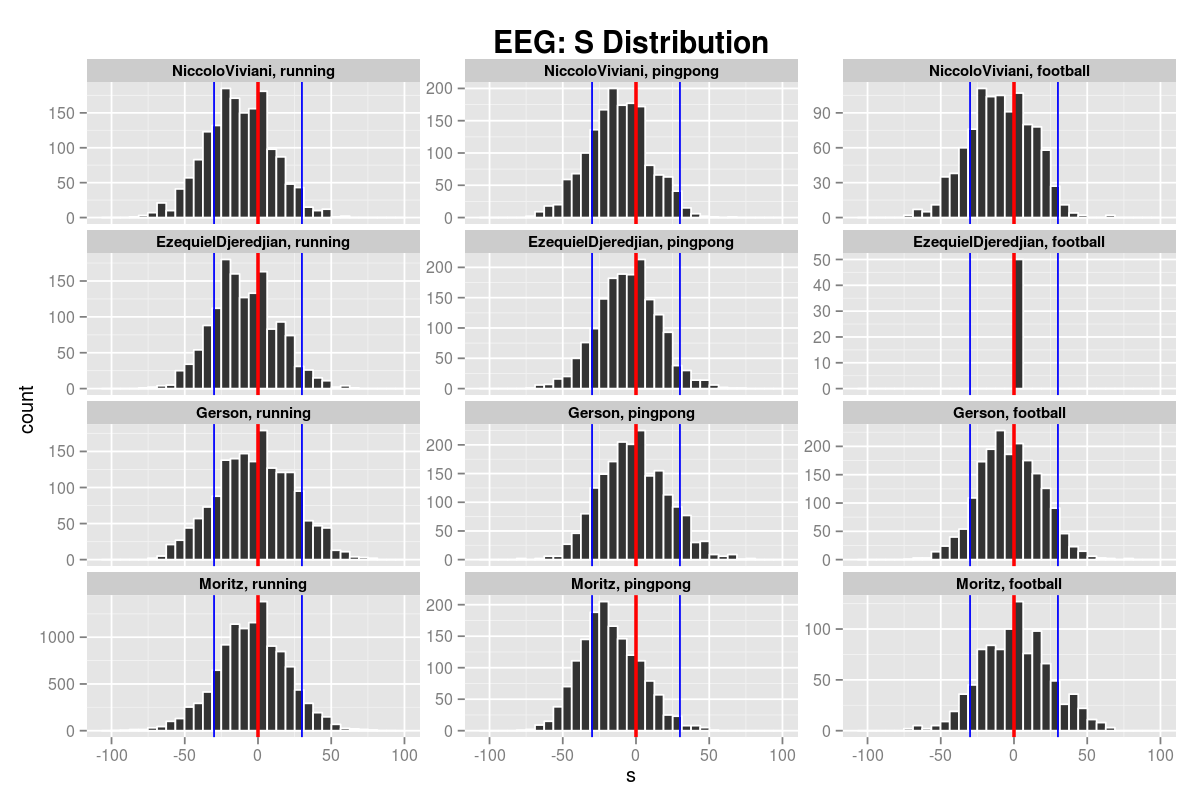 EEG: S Distribution
NiccoloViviani, running
NiccoloViviani, pingpong
NiccoloViviani, football
150
100
50
0
200
150
100
50
0
90
60
30
0
EzequielDjeredjian, running
EzequielDjeredjian, pingpong
EzequielDjeredjian, football
150
100
50
0
200
150
100
50
0
50
40
30
20
10
0
count
Gerson, running
Gerson, pingpong
Gerson, football
150
100
50
0
200
150
100
50
0
200
150
100
50
0
Moritz, running
Moritz, pingpong
Moritz, football
1000
500
0
200
150
100
50
0
100
50
0
-100 -50 0 50 100
-100 -50 0 50 100
-100 -50 0 50 100
s